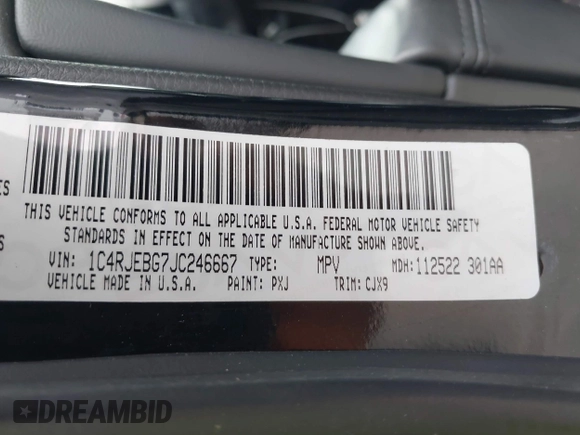 ES
THIS VEHICLE CONFORMS TO ALL APPLICABLE U.S.A. FEDERAL MOTOR VEHICLE SAFETY
S
STANDARDS IN EFFECT ON THE DATE OF MANUFACTURE SHOWN ABOVE.
VIN: 1C4RJEBG7JC246667 TYPE: MPV MDH:112522 301AA
VEHICLE MADE IN U.S.A. PAINT: PXJ TRIM: CJX9
DREAMBID